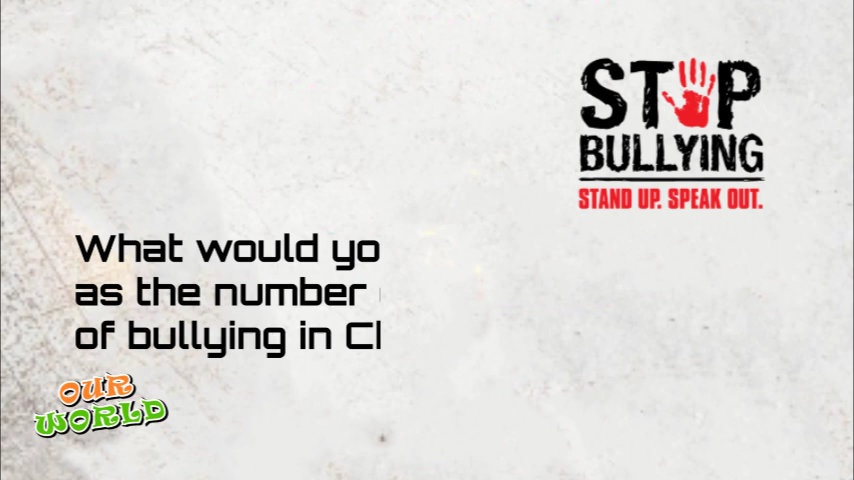 STOP
BULLYING
STAND UP. SPEAK OUT.
What would yo
as the number
of bullying in Cl
OUR
WORLD